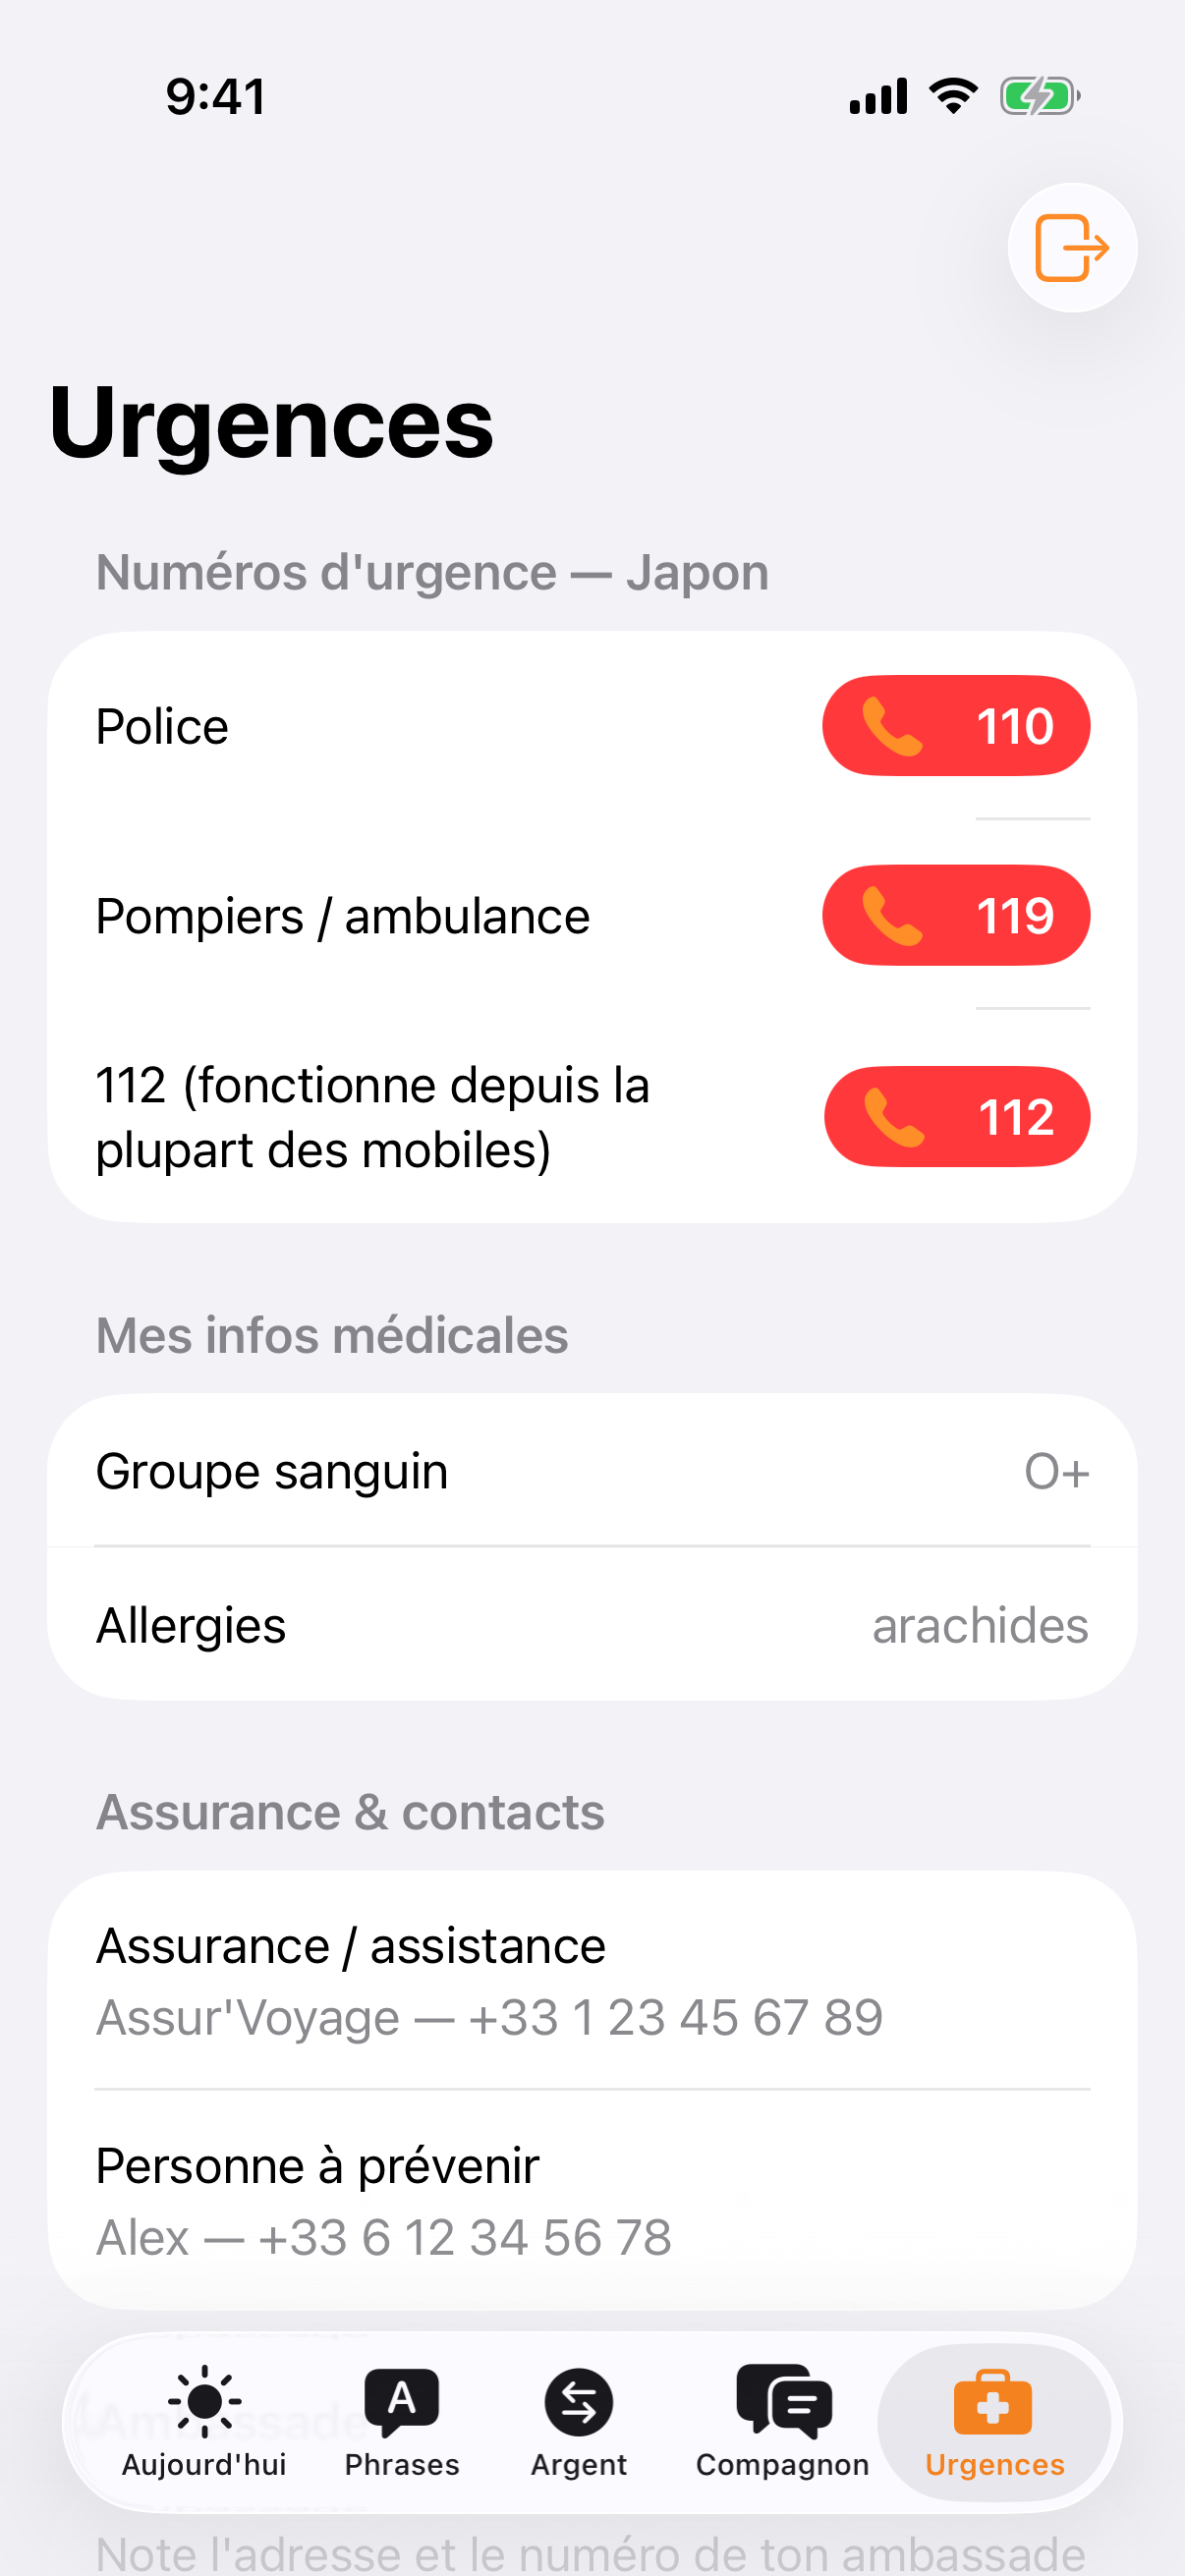 9:41
Urgences
Numéros d'urgence — Japon
Police
110
Pompiers / ambulance
119
112 (fonctionne depuis la
plupart des mobiles)
112
Mes infos médicales
Groupe sanguin
O+
Allergies
arachides
Assurance & contacts
Assurance / assistance
Assur'Voyage — +33 1 23 45 67 89
Personne à prévenir
Alex — +33 6 12 34 56 78
Ambassade
A
Aujourd'hui
Phrases
Argent
Compagnon
Urgences
Note l'adresse et le numéro de ton ambassade